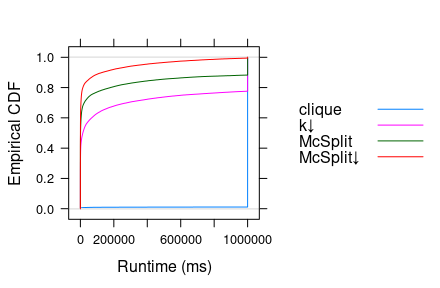 Empirical CDF
1.0
0.8
0.6
0.4
0.2
0.0
0 200000 600000 1000000
Runtime (ms)
clique
k↓
McSplit
McSplit↓